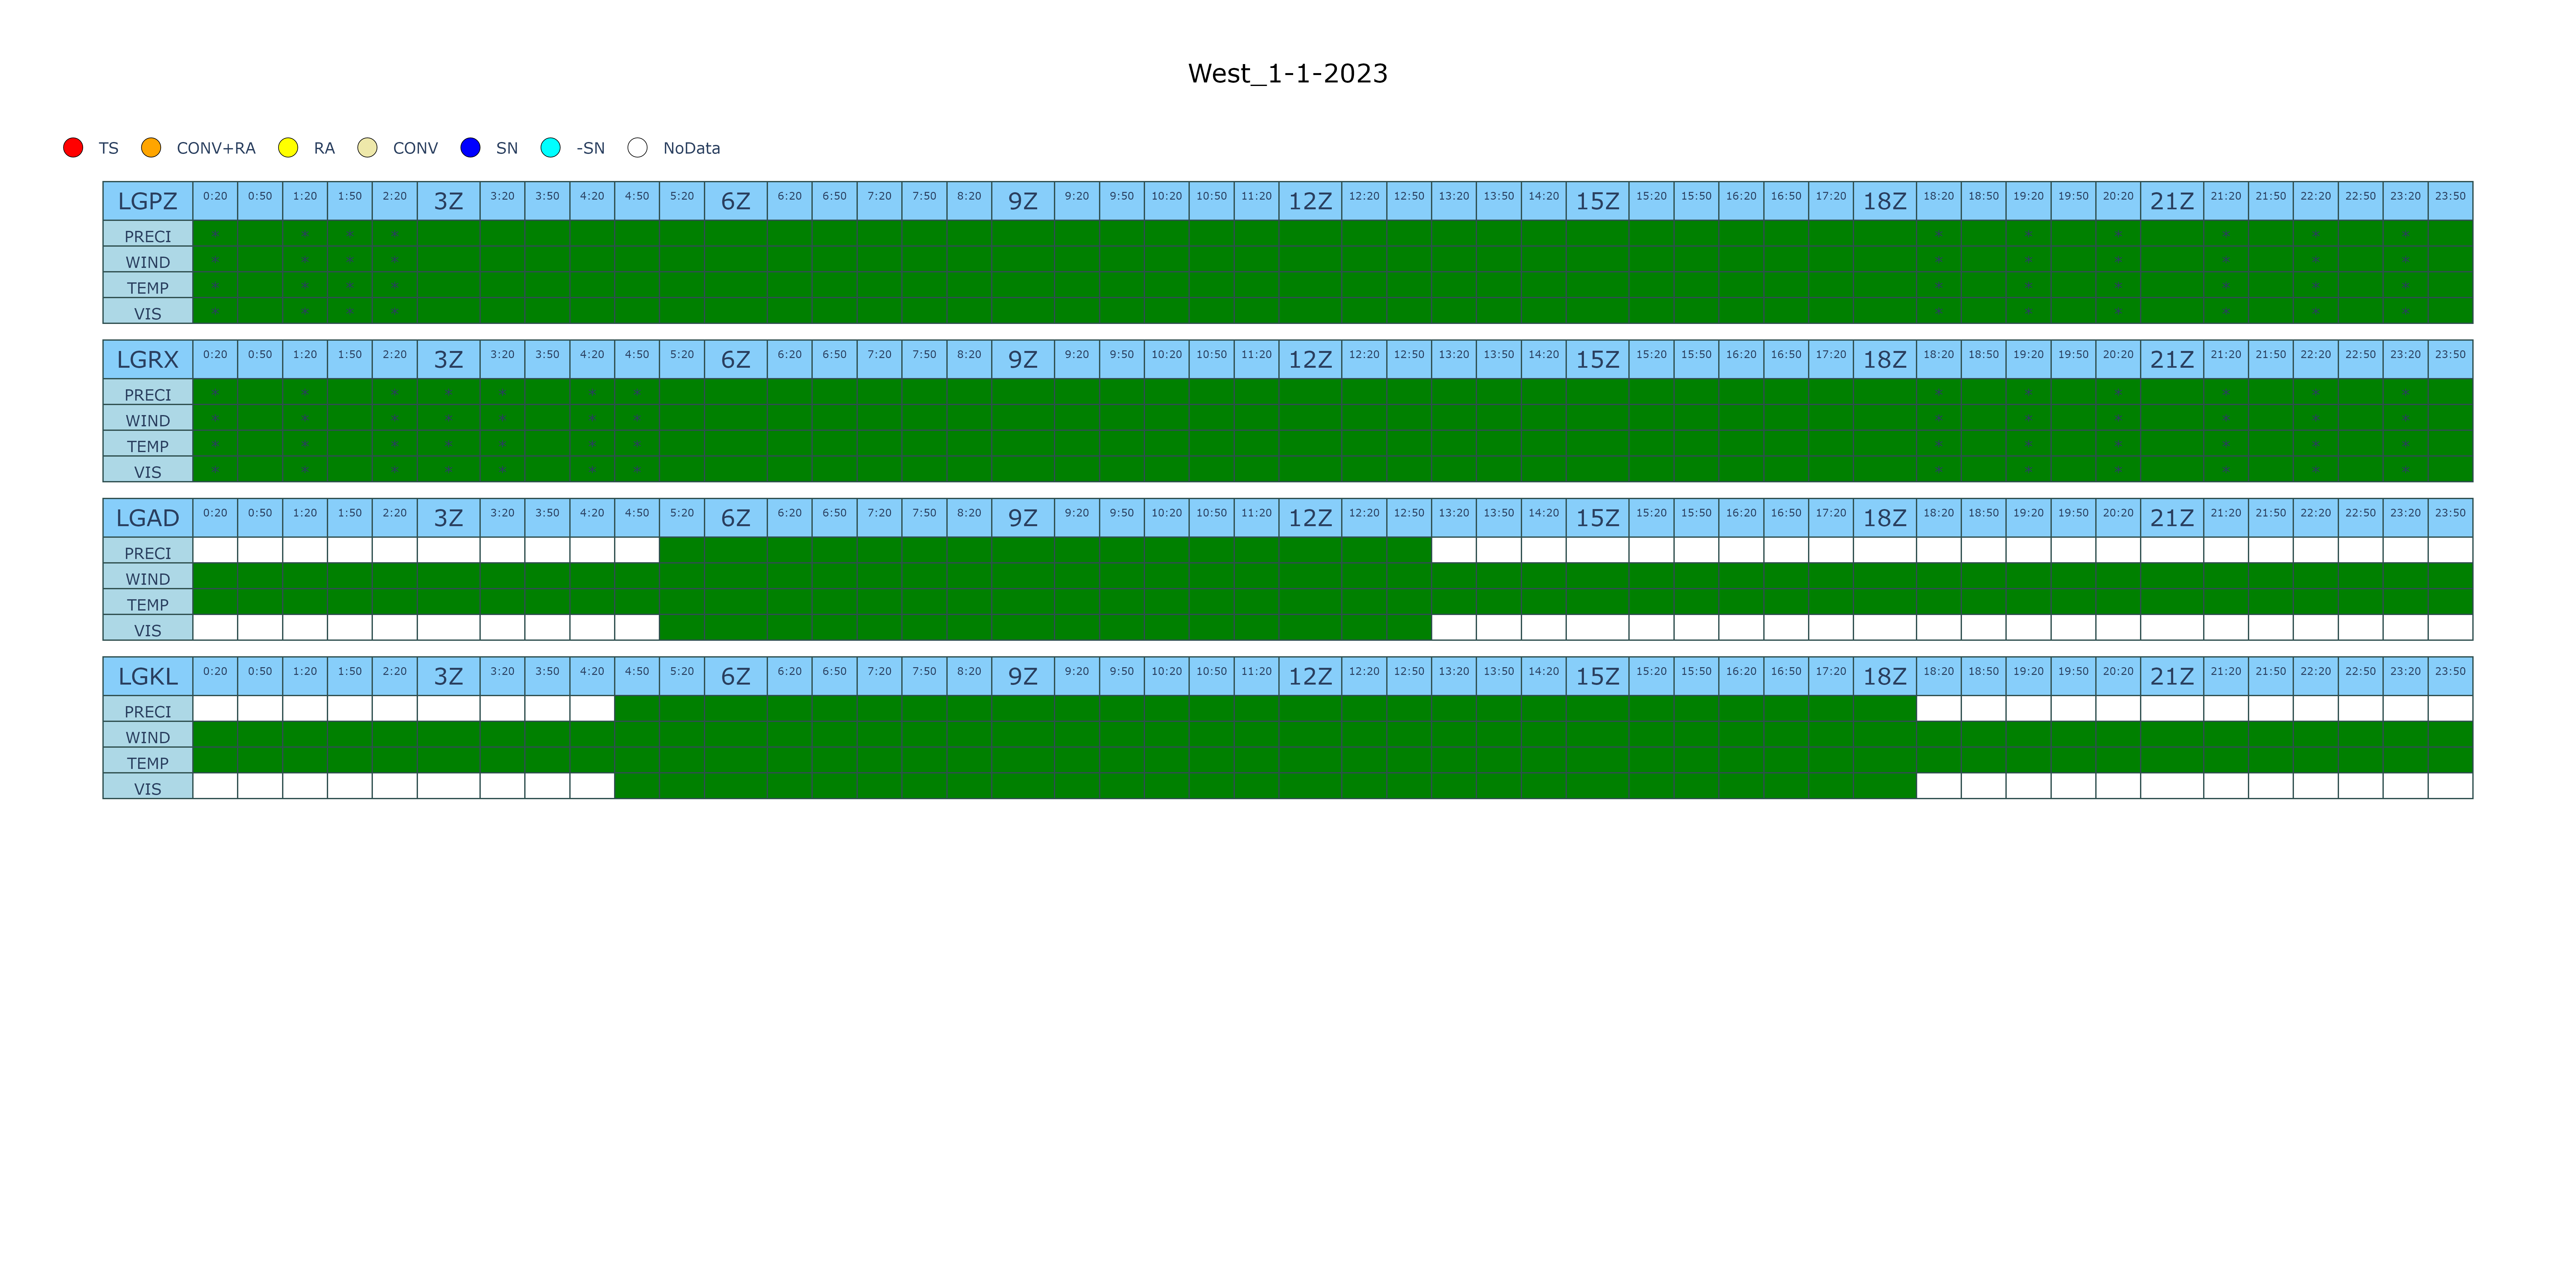 West_1-1-2023
TS CONV+RA RA CONV SN -SN NoData
LGPZ 0:20 0:50 1:20 1:50 2:20 3Z 3:20 3:50 4:20 4:50 5:20 6Z 6:20 6:50 7:20 7:50 8:20 9Z 9:20 9:50 10:20 10:50 11:20 12Z 12:20 12:50 13:20 13:50 14:20 15Z 15:20 15:50 16:20 16:50 17:20 18Z 18:20 18:50 19:20 19:50 20:20 21Z 21:20 21:50 22:20 22:50 23:20 23:50
PRECI * * * * * * * * * *
WIND * * * * * * * * * *
TEMP * * * * * * * * * *
VIS * * * * * * * * * *
LGRX 0:20 0:50 1:20 1:50 2:20 3Z 3:20 3:50 4:20 4:50 5:20 6Z 6:20 6:50 7:20 7:50 8:20 9Z 9:20 9:50 10:20 10:50 11:20 12Z 12:20 12:50 13:20 13:50 14:20 15Z 15:20 15:50 16:20 16:50 17:20 18Z 18:20 18:50 19:20 19:50 20:20 21Z 21:20 21:50 22:20 22:50 23:20 23:50
PRECI * * * * * * * * * * * * *
WIND * * * * * * * * * * * * *
TEMP * * * * * * * * * * * * *
VIS * * * * * * * * * * * * *
LGAD 0:20 0:50 1:20 1:50 2:20 3Z 3:20 3:50 4:20 4:50 5:20 6Z 6:20 6:50 7:20 7:50 8:20 9Z 9:20 9:50 10:20 10:50 11:20 12Z 12:20 12:50 13:20 13:50 14:20 15Z 15:20 15:50 16:20 16:50 17:20 18Z 18:20 18:50 19:20 19:50 20:20 21Z 21:20 21:50 22:20 22:50 23:20 23:50
PRECI
WIND
TEMP
VIS
LGKL 0:20 0:50 1:20 1:50 2:20 3Z 3:20 3:50 4:20 4:50 5:20 6Z 6:20 6:50 7:20 7:50 8:20 9Z 9:20 9:50 10:20 10:50 11:20 12Z 12:20 12:50 13:20 13:50 14:20 15Z 15:20 15:50 16:20 16:50 17:20 18Z 18:20 18:50 19:20 19:50 20:20 21Z 21:20 21:50 22:20 22:50 23:20 23:50
PRECI
WIND
TEMP
VIS